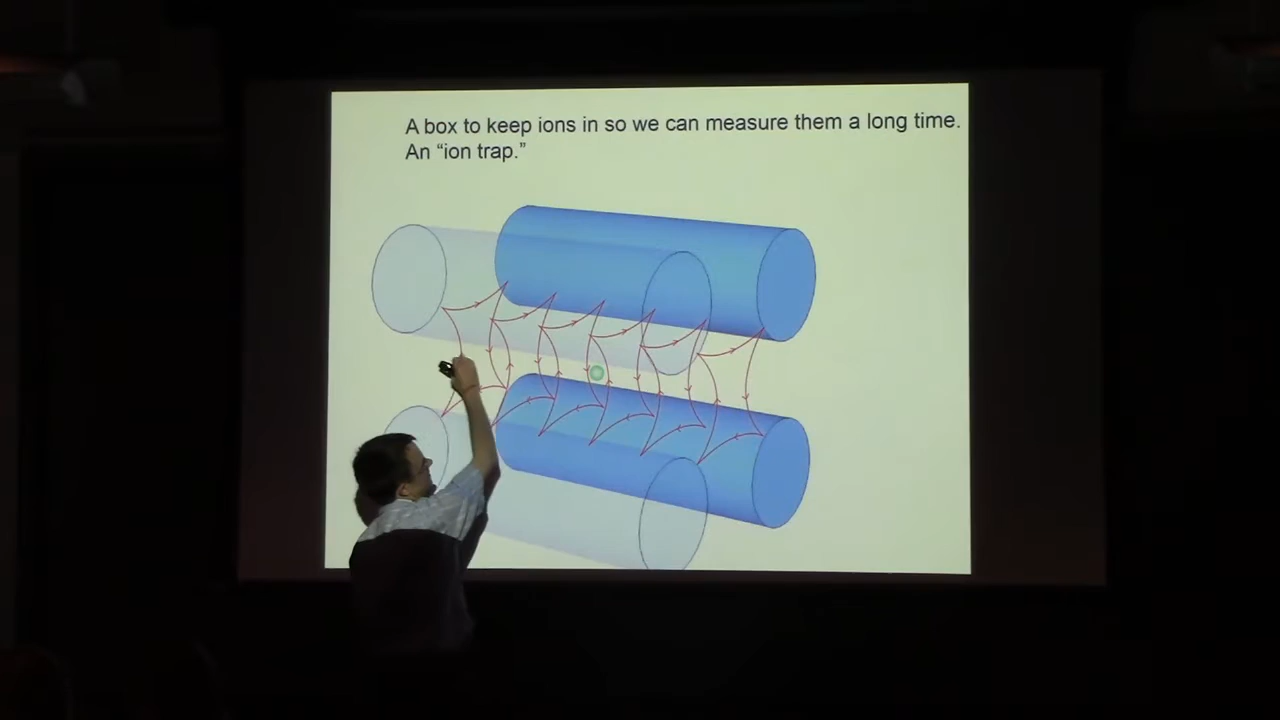 A box to keep ions in so we can measure them a long time.
An “ion trap.”